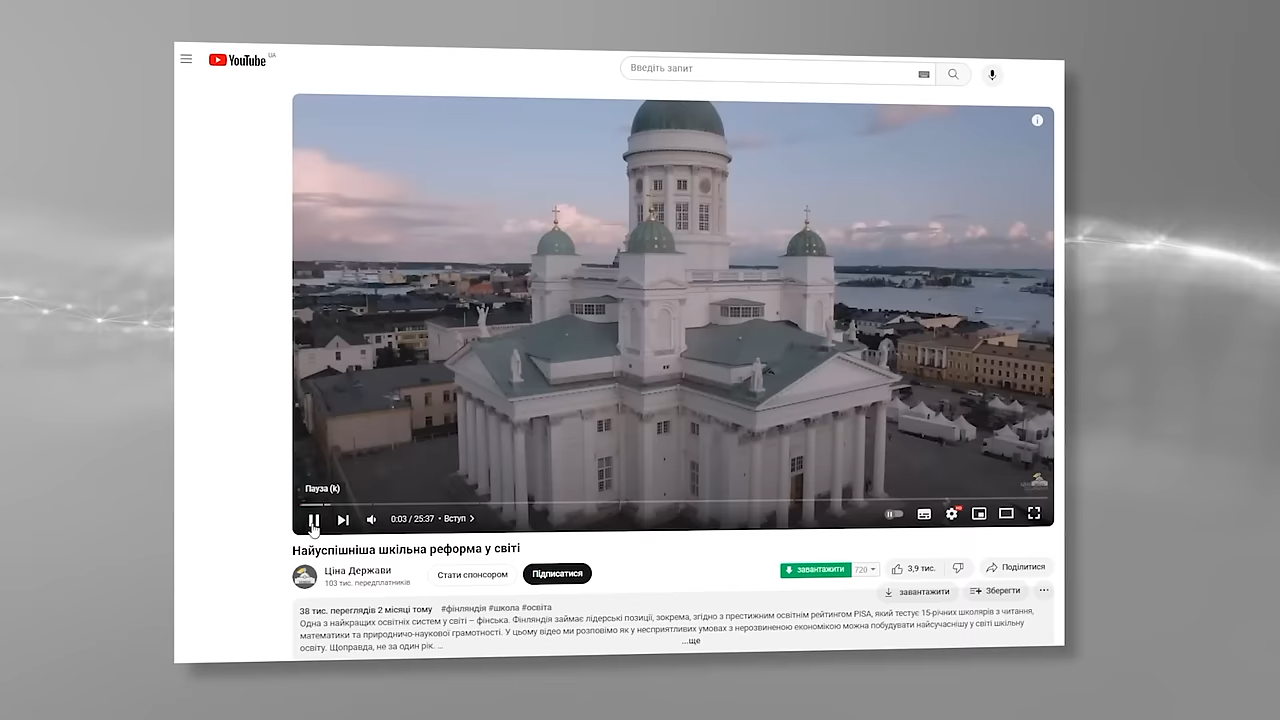 YouTube UA
Введіть запит
Пауза (k)
0:03 / 25:37 • Вступ
Найуспішніша шкільна реформа у світі
Ціна Держави
103 тис. передплатників
Стати спонсором
Підписатися
завантажити
720
3,9 тис.
Поділитися
завантажити
Зберегти
38 тис. переглядів 2 місяці тому #фінляндія #школа #освіта
Одна з найкращих освітніх систем у світі – фінська. Фінляндія займає лідерські позиції, зокрема, згідно з престижним освітнім рейтингом PISA, який тестує 15-річних школярів з читання,
математики та природничо-наукової грамотності. У цьому відео ми розповімо як у несприятливих умовах з нерозвиненою економікою можна побудувати найсучаснішу у світі шкільну
освіту. Щоправда, не за один рік. ...
...ще